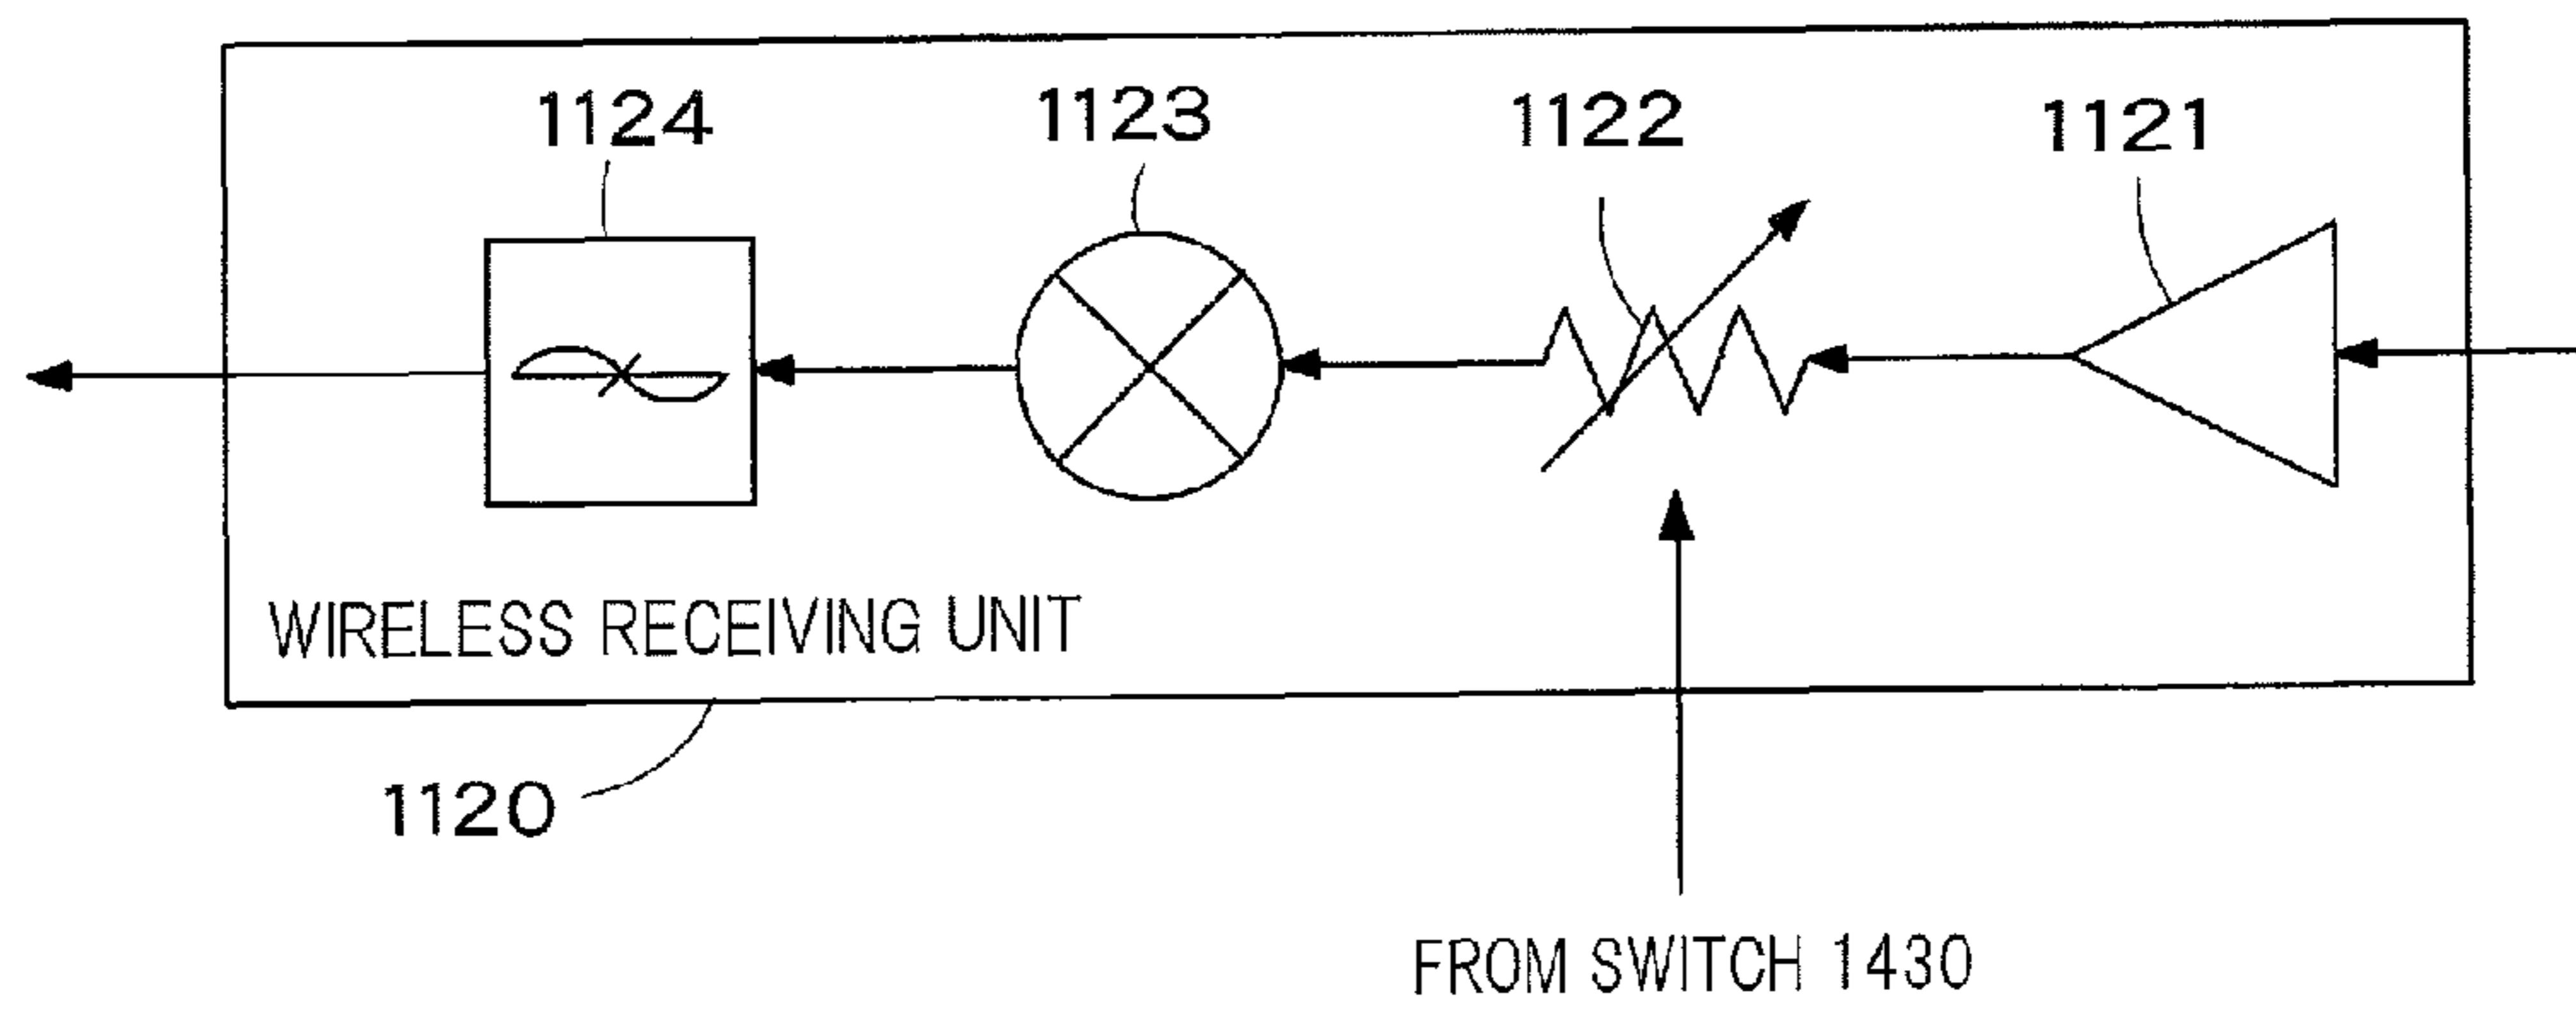 1124
1123
1122
1121
WIRELESS RECEIVING UNIT
1120
FROM SWITCH 1430